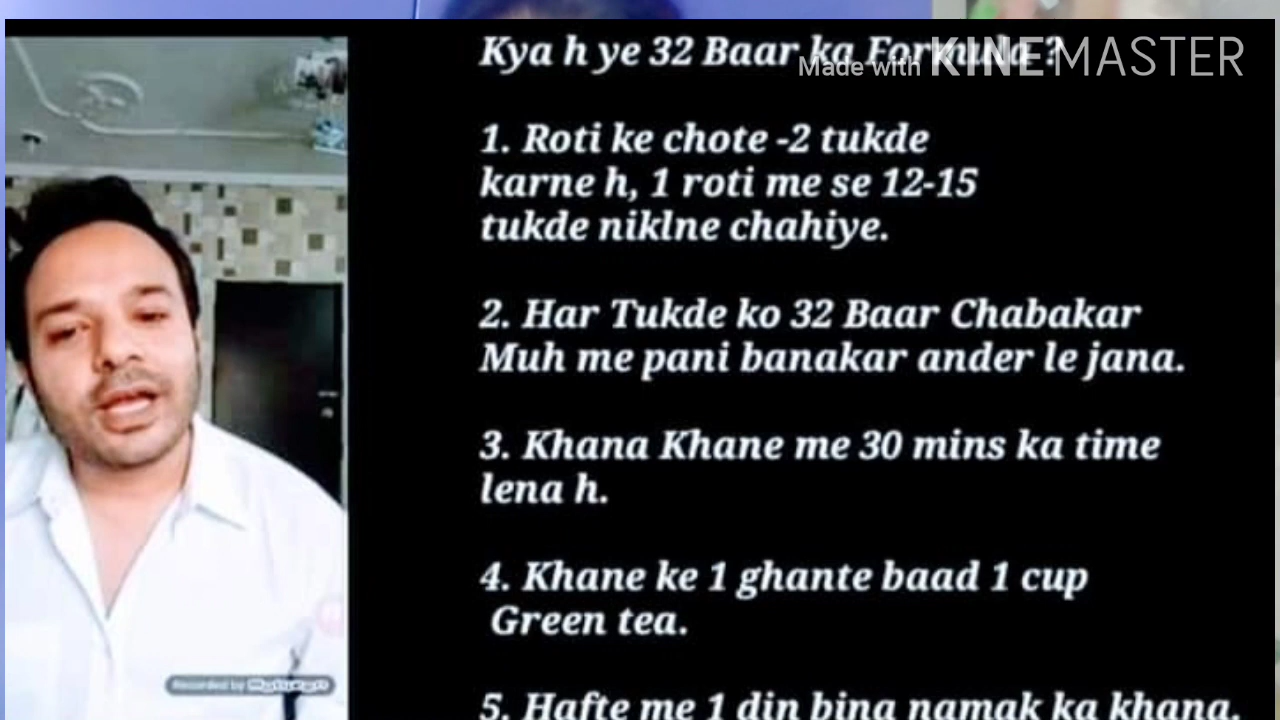 Kya h ye 32 Baar ka Formula ?
Made with KINEMASTER
1. Roti ke chote -2 tukde
karne h, 1 roti me se 12-15
tukde niklne chahiye.
2. Har Tukde ko 32 Baar Chabakar
Muh me pani banakar ander le jana.
3. Khana Khane me 30 mins ka time
lena h.
4. Khane ke 1 ghante baad 1 cup
Green tea.
5. Hafte me 1 din bina namak ka khana.
Recorded by